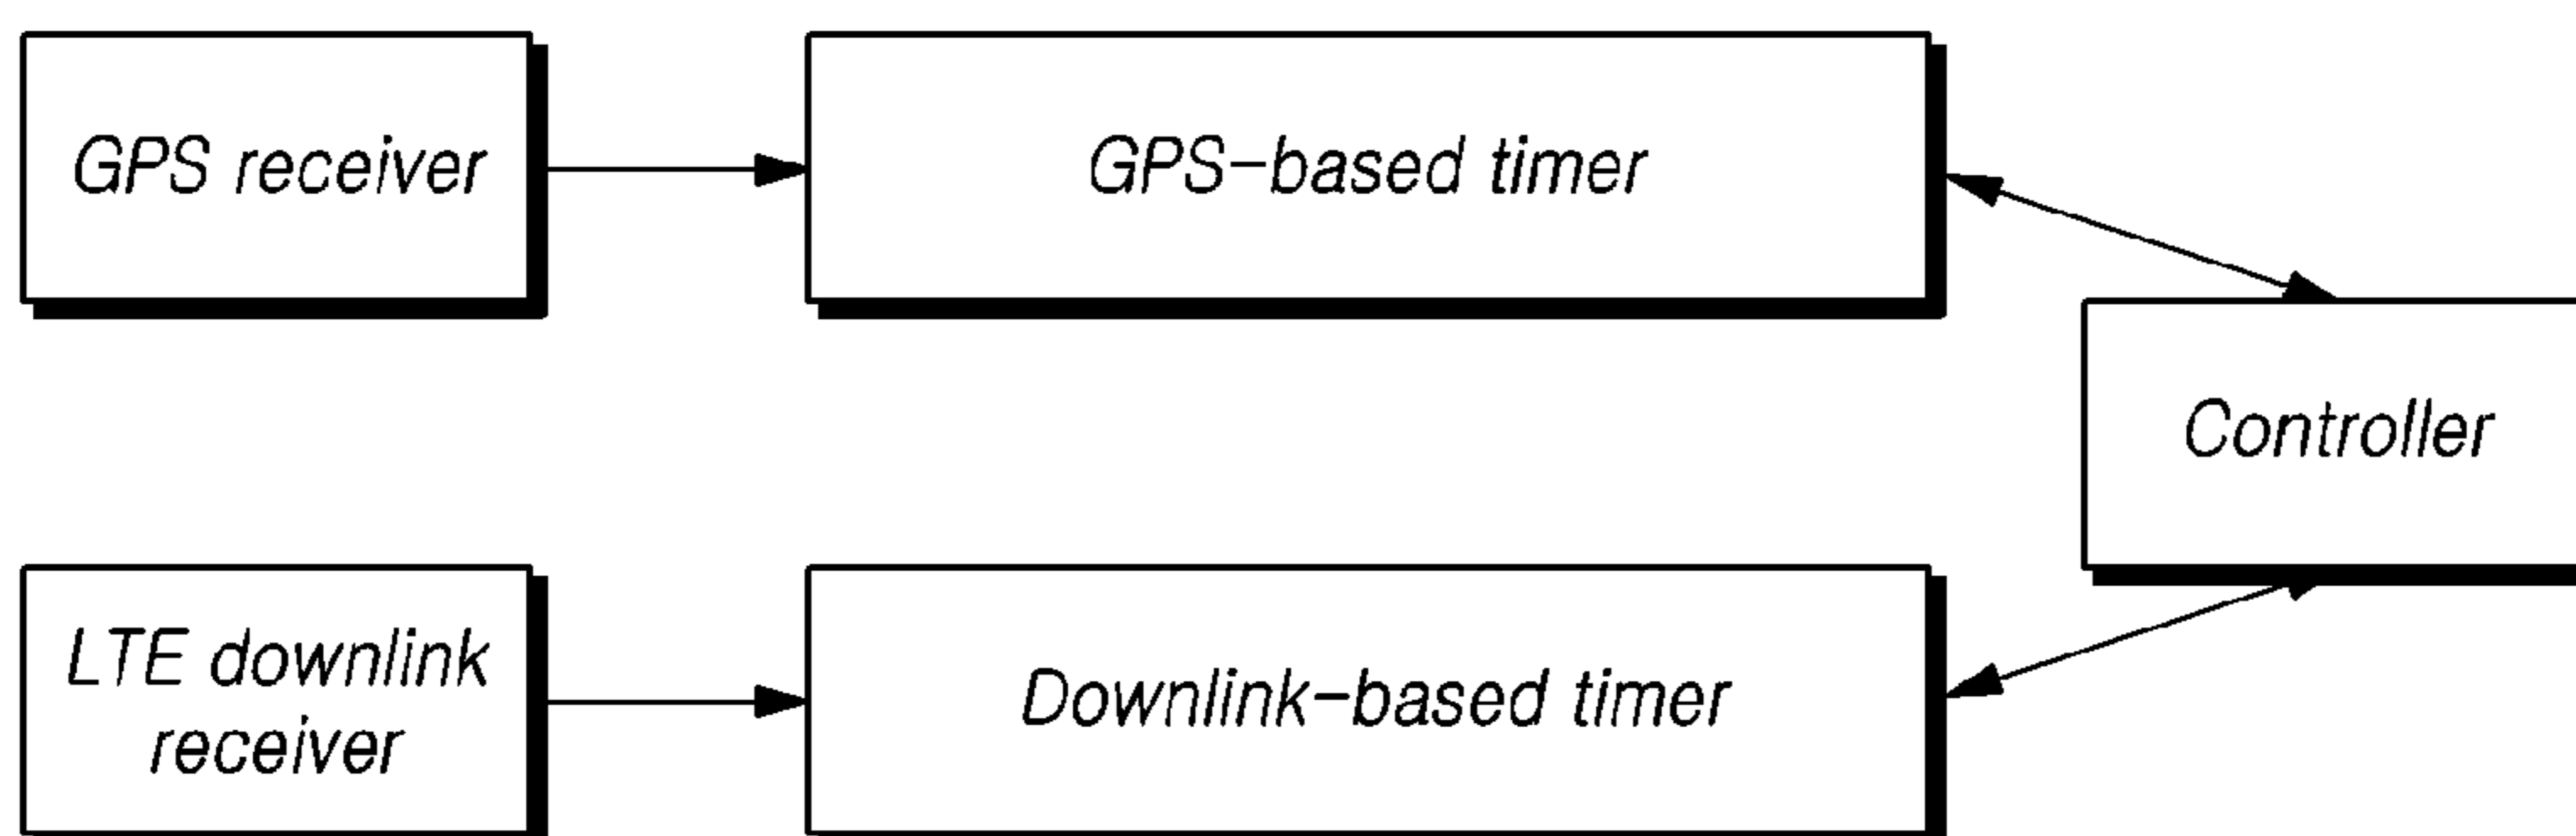 GPS receiver
GPS-based timer
Controller
LTE downlink
receiver
Downlink-based timer